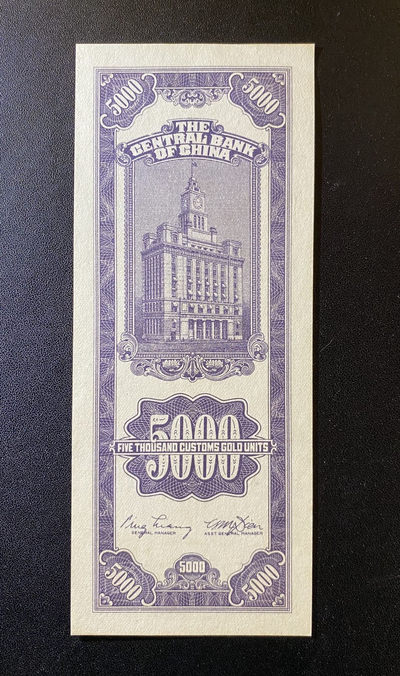 5000 5000
THE
CENTRAL BANK
OF CHINA
5000
FIVE THOUSAND CUSTOMS GOLD UNITS
GENERAL MANAGER ASST GENERAL MANAGER
5000 5000 5000